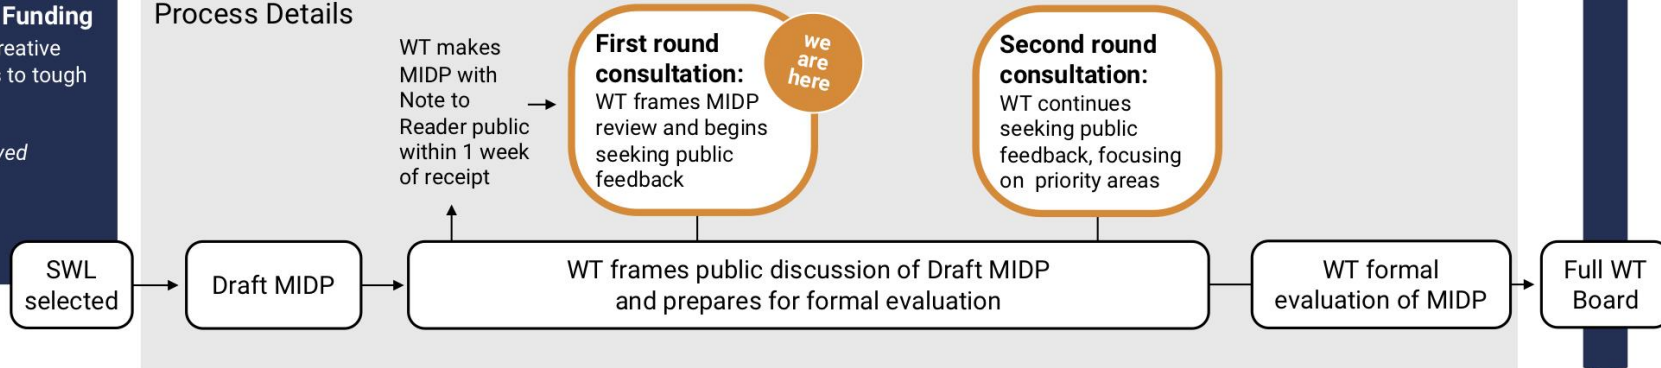 Funding
to tough
Process Details
WT makes
MIDP with
Note to
Reader public
within 1 week
of receipt
First round
consultation:
WT frames MIDP
review and begins
seeking public
feedback
we
are
here
Second round
consultation:
WT continues
seeking public
feedback, focusing
on priority areas
SWL
selected
Draft MIDP
WT frames public discussion of Draft MIDP
and prepares for formal evaluation
WT formal
evaluation of MIDP
Full WT
Board